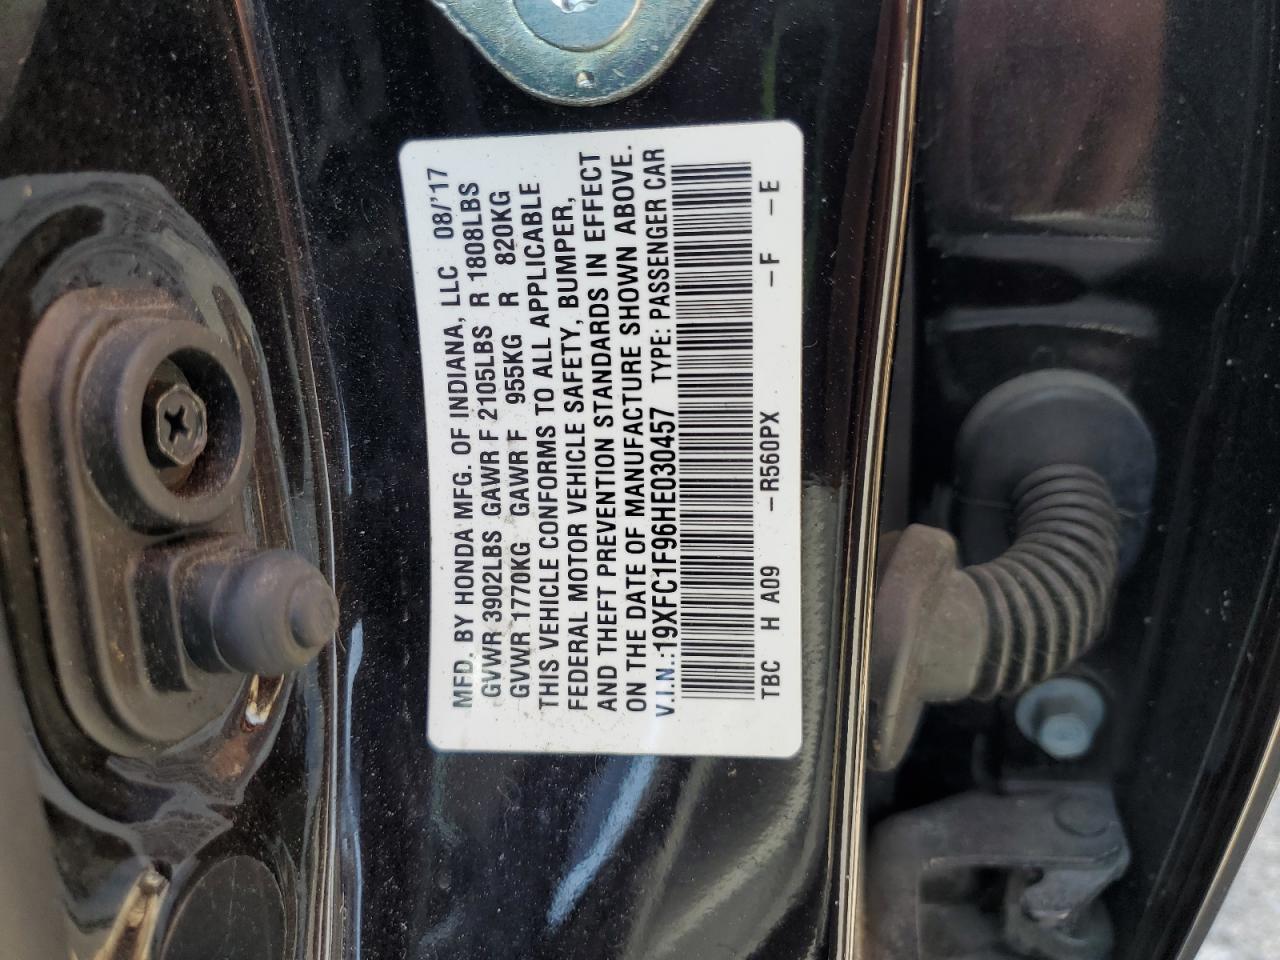 MFD. BY HONDA MFG. OF INDIANA, LLC 08/'17
GVWR 3902LBS GAWR F 2105LBS R 1808LBS
GVWR 1770KG GAWR F 955KG R 820KG
THIS VEHICLE CONFORMS TO ALL APPLICABLE
FEDERAL MOTOR VEHICLE SAFETY, BUMPER,
AND THEFT PREVENTION STANDARDS IN EFFECT
ON THE DATE OF MANUFACTURE SHOWN ABOVE.
V.I.N.:19XFC1F96HE030457 TYPE: PASSENGER CAR
TBC H A09 -R560PX -F -E